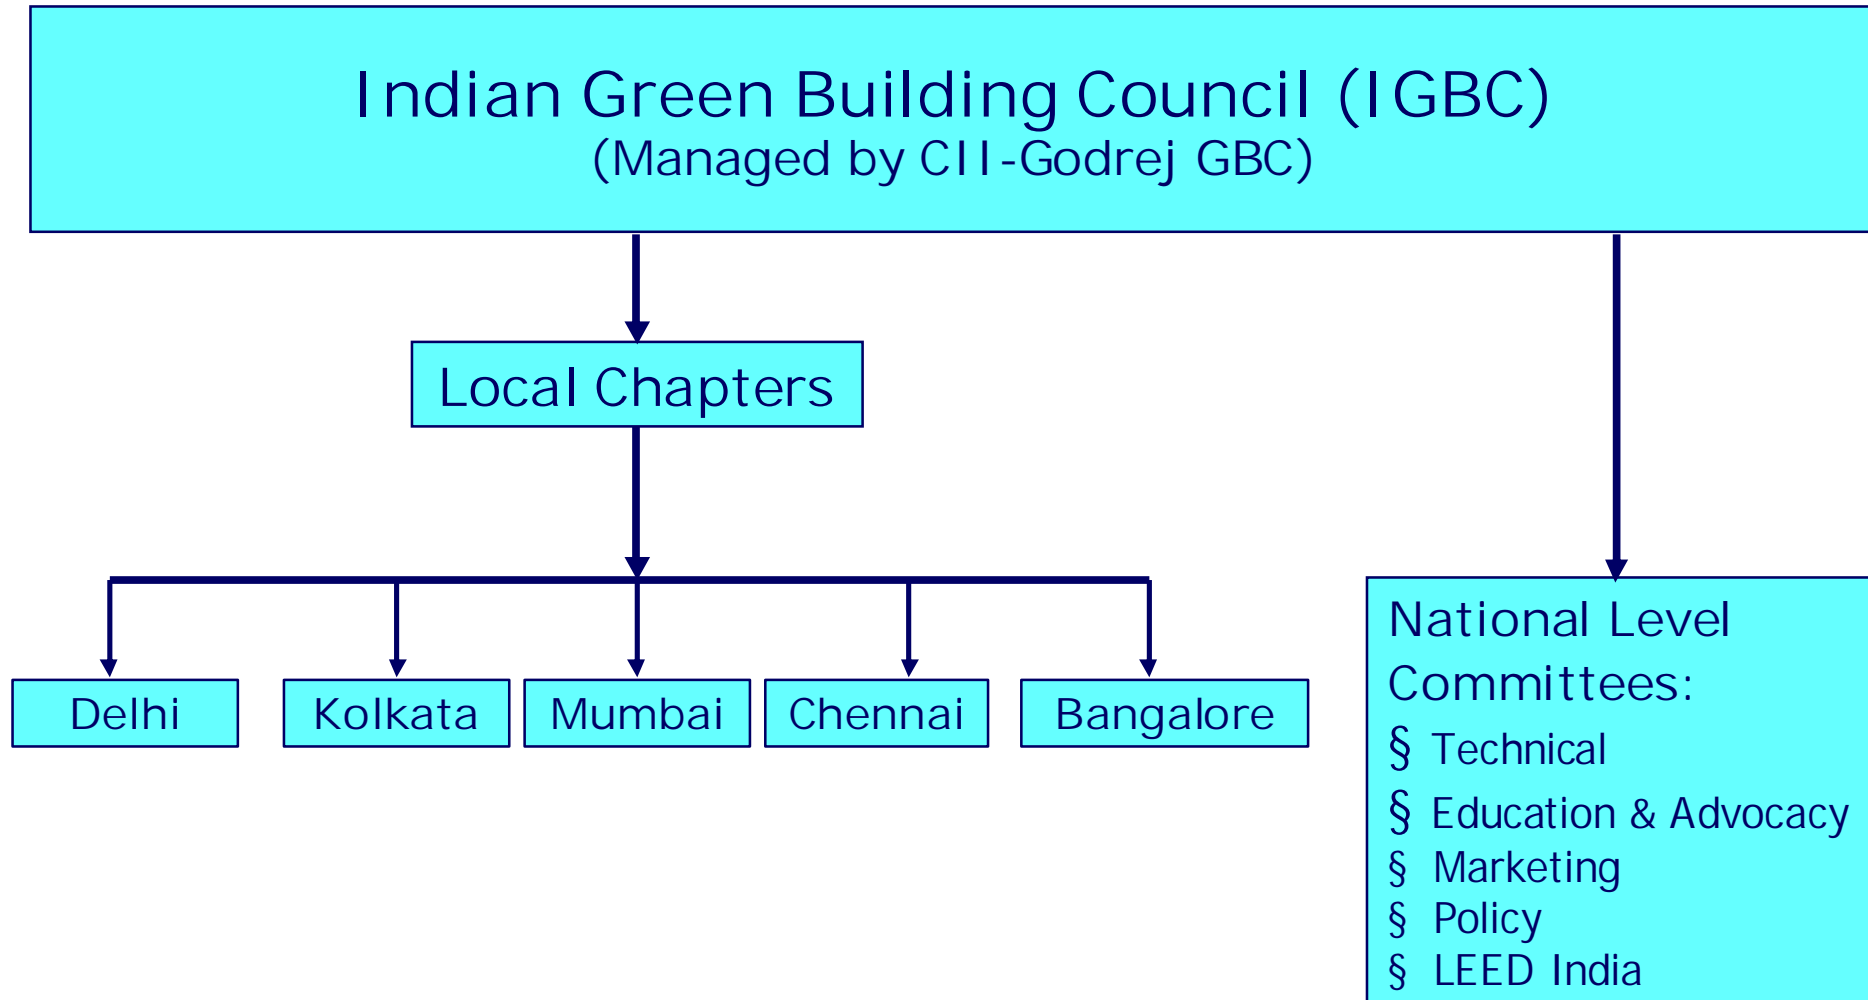 Indian Green Building Council (IGBC)
(Managed by CII-Godrej GBC)
Local Chapters
Delhi
Kolkata
Mumbai
Chennai
Bangalore
National Level
Committees:
§ Technical
§ Education & Advocacy
§ Marketing
§ Policy
§ LEED India